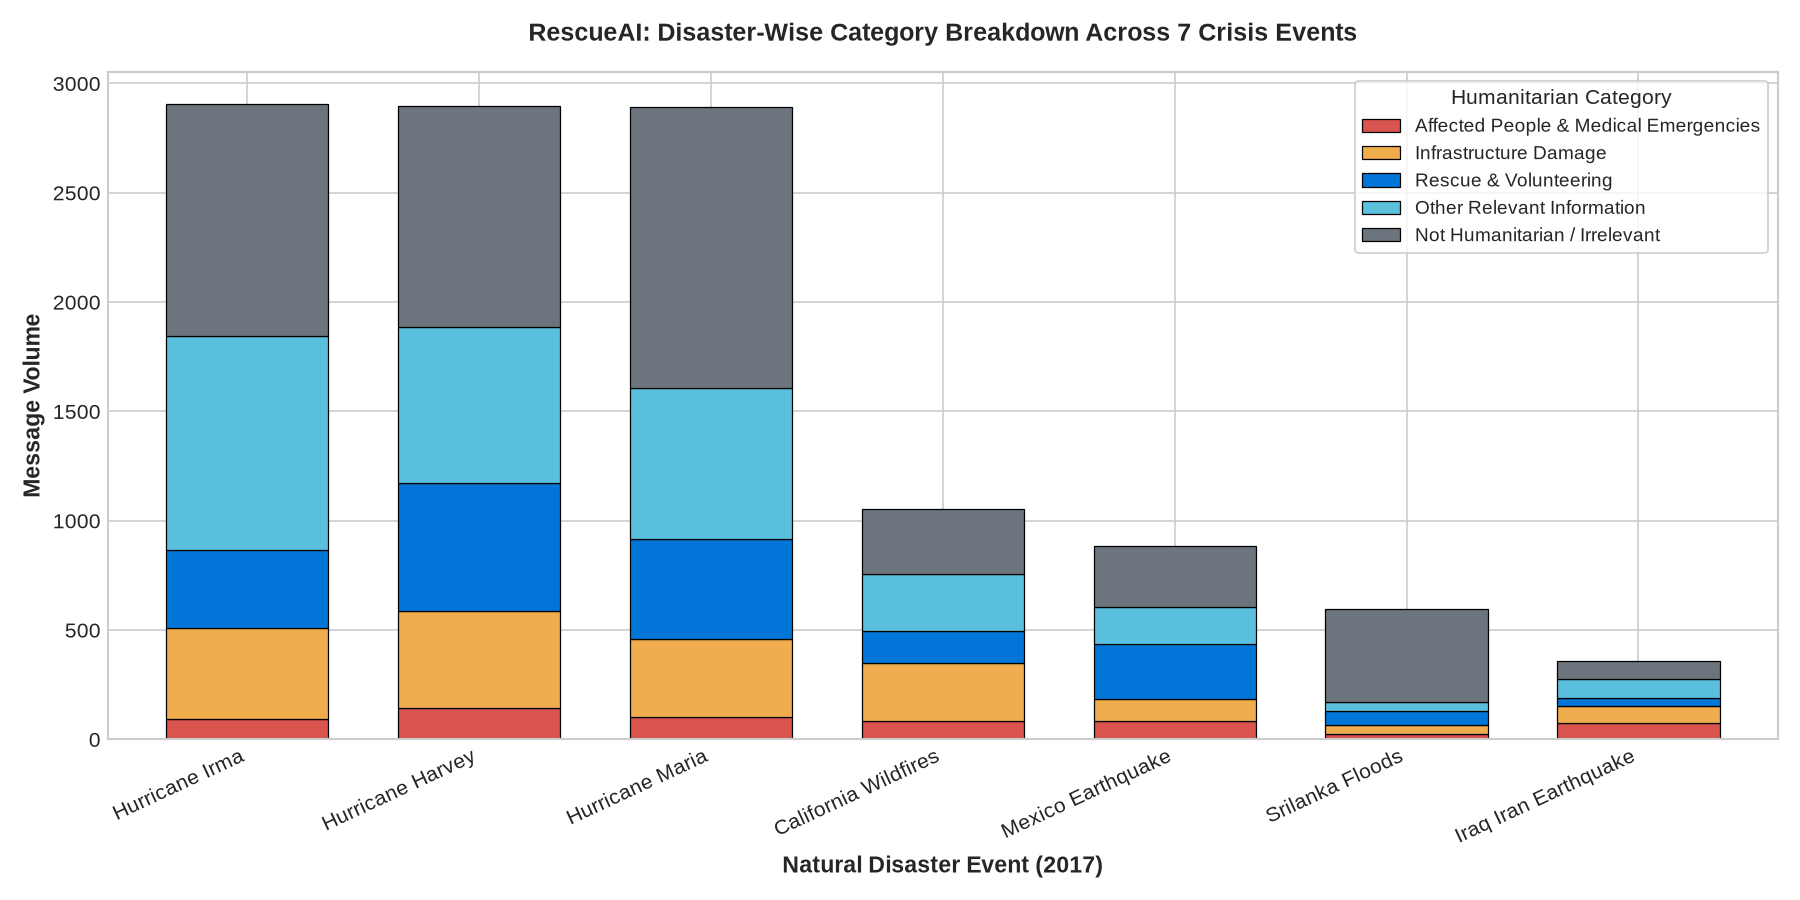 RescueAI: Disaster-Wise Category Breakdown Across 7 Crisis Events
Message Volume
3000
2500
2000
1500
1000
500
0
Humanitarian Category
Affected People & Medical Emergencies
Infrastructure Damage
Rescue & Volunteering
Other Relevant Information
Not Humanitarian / Irrelevant
Hurricane Irma
Hurricane Harvey
Hurricane Maria
California Wildfires
Mexico Earthquake
Srilanka Floods
Iraq Iran Earthquake
Natural Disaster Event (2017)